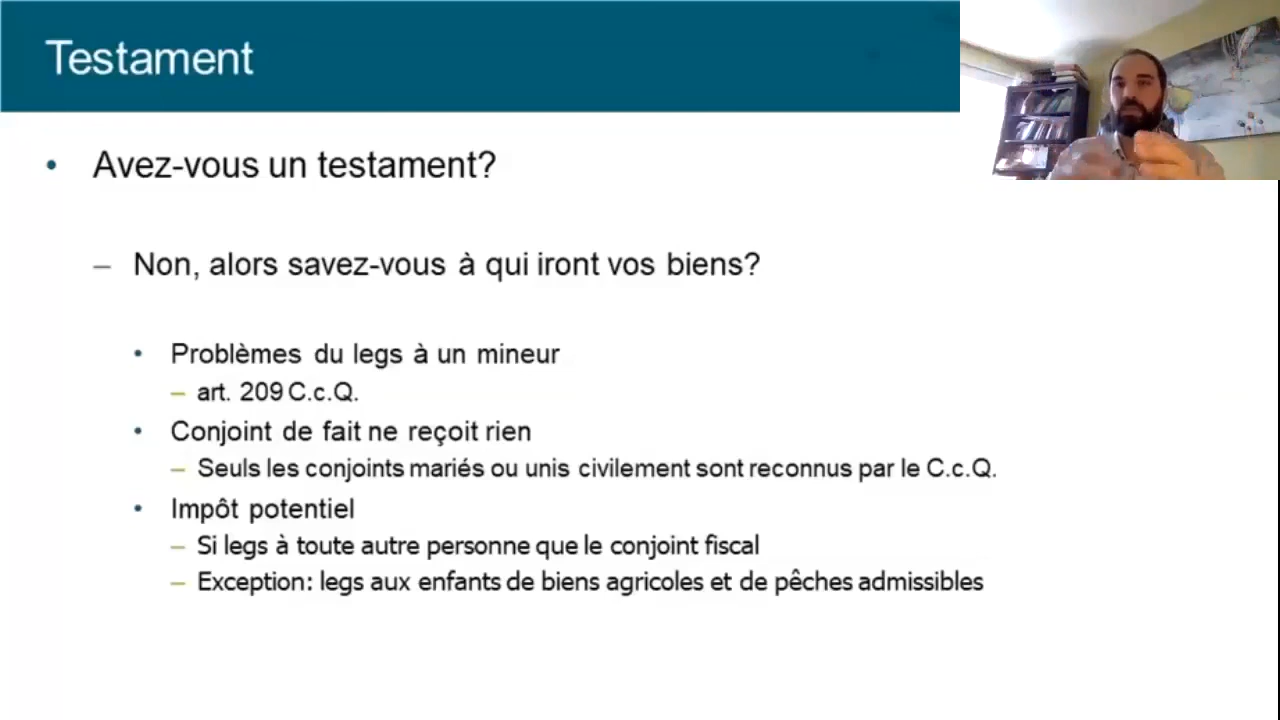 Testament
• Avez-vous un testament?
– Non, alors savez-vous à qui iront vos biens?
• Problèmes du legs à un mineur
– art. 209 C.c.Q.
• Conjoint de fait ne reçoit rien
– Seuls les conjoints mariés ou unis civilement sont reconnus par le C.c.Q.
• Impôt potentiel
– Si legs à toute autre personne que le conjoint fiscal
– Exception: legs aux enfants de biens agricoles et de pêches admissibles